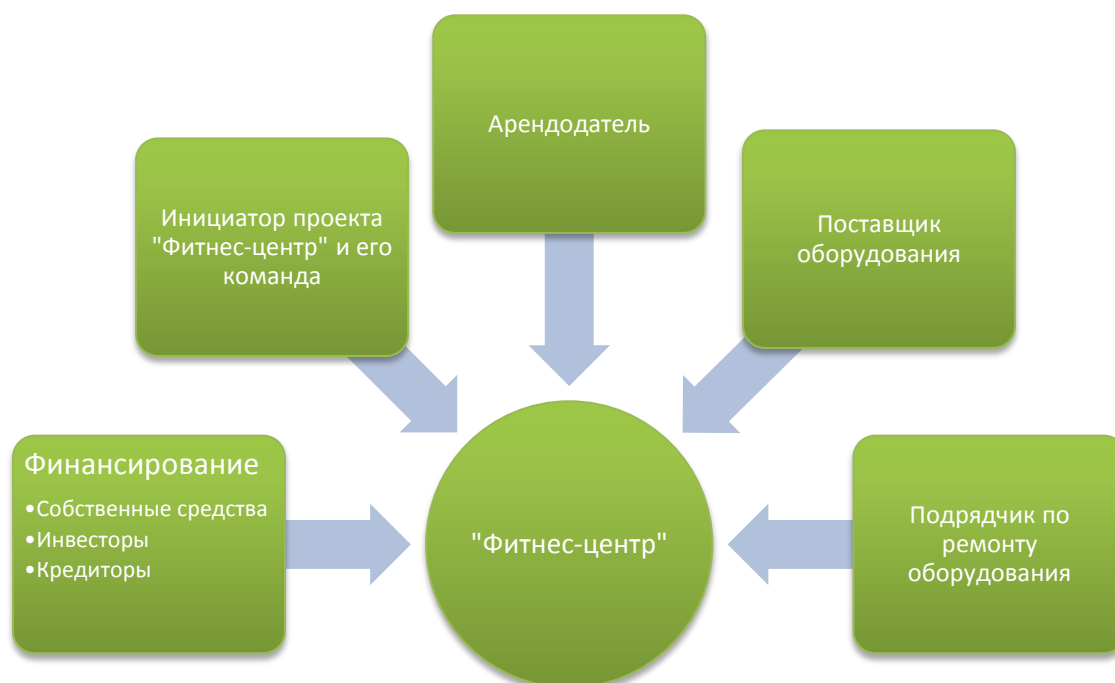 Арендодатель
Инициатор проекта
"Фитнес-центр" и его
команда
Поставщик
оборудования
Финансирование
•Собственные средства
•Инвесторы
•Кредиторы
"Фитнес-центр"
Подрядчик по
ремонту
оборудования